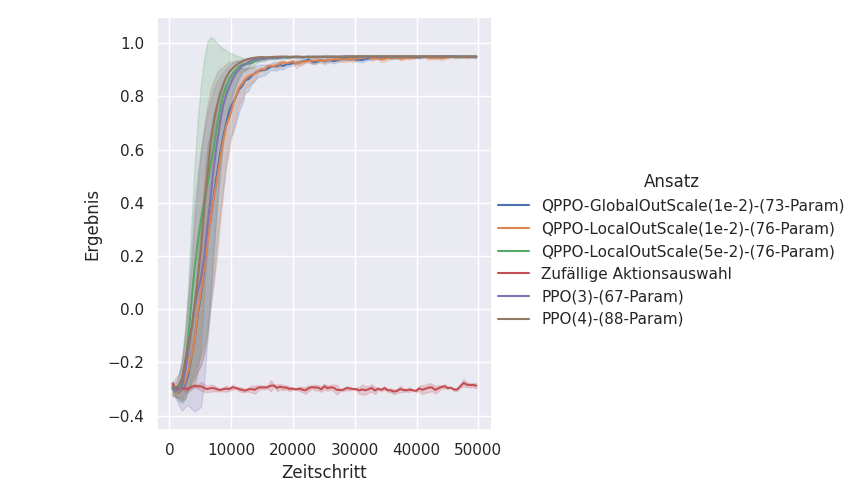 1.0
0.8
0.6
0.4
0.2
0.0
−0.2
−0.4
Ergebnis
0 10000 20000 30000 40000 50000
Zeitschritt
Ansatz
QPPO-GlobalOutScale(1e-2)-(73-Param)
QPPO-LocalOutScale(1e-2)-(76-Param)
QPPO-LocalOutScale(5e-2)-(76-Param)
Zufällige Aktionsauswahl
PPO(3)-(67-Param)
PPO(4)-(88-Param)